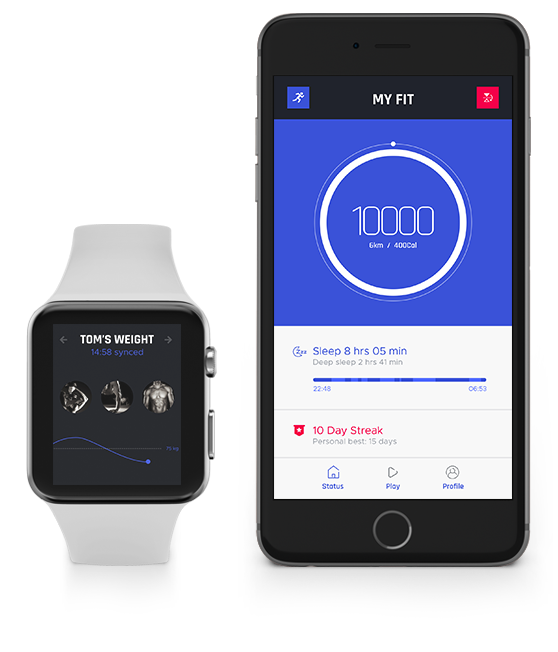 MY FIT
10000
6km / 400Cal
Sleep 8 hrs 05 min
Deep sleep 2 hrs 41 min
22:48
06:53
10 Day Streak
Personal best: 15 days
Status
Play
Profile
TOM'S WEIGHT
14:58 synced
75 kg